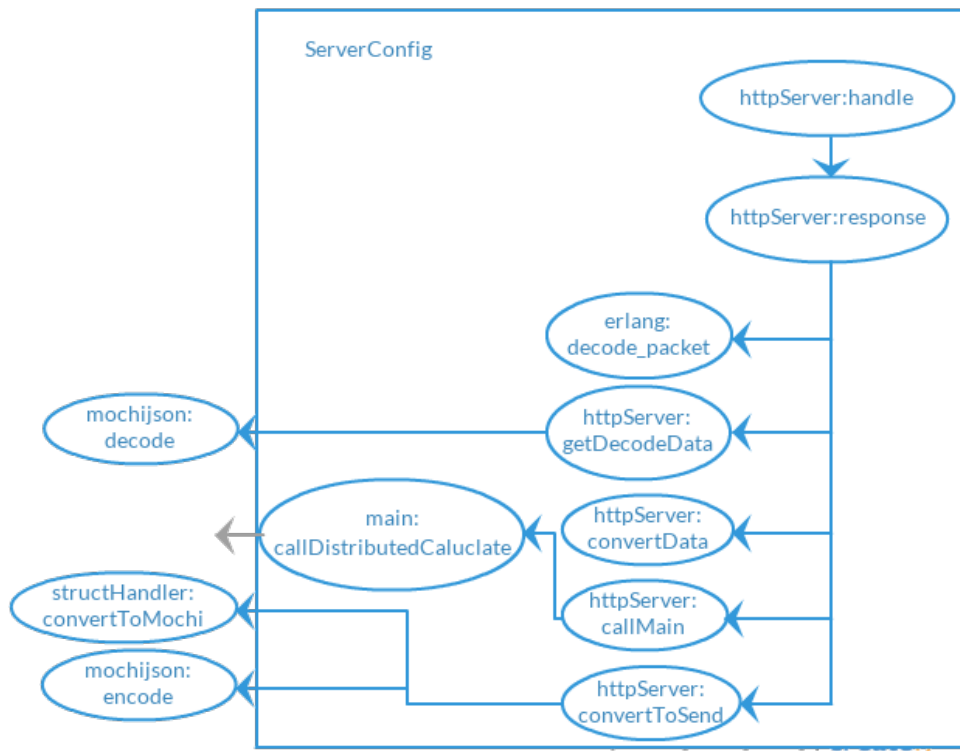 ServerConfig
httpServer:handle
httpServer:response
erlang:
decode_packet
mochijson:
decode
httpServer:
getDecodeData
main:
callDistributedCaluclate
httpServer:
convertData
structHandler:
convertToMochi
httpServer:
callMain
mochijson:
encode
httpServer:
convertToSend